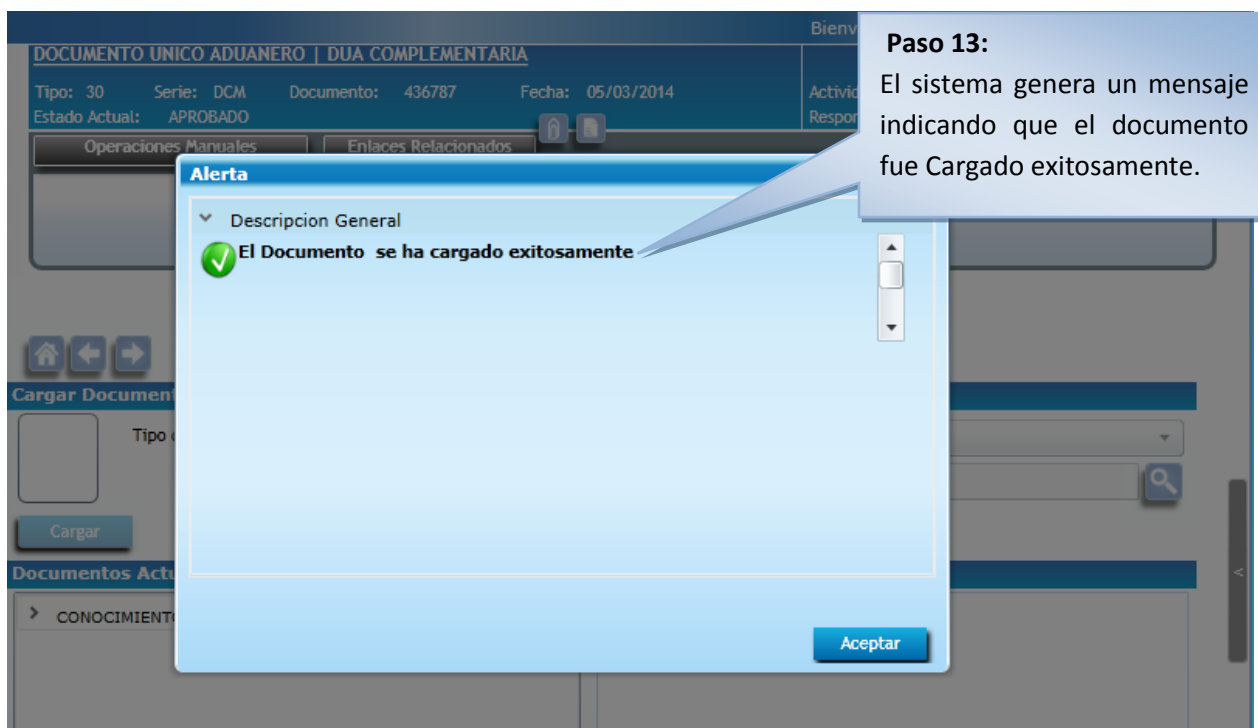 Bienv
DOCUMENTO UNICO ADUANERO | DUA COMPLEMENTARIA
Tipo: 30 Serie: DCM Documento: 436787 Fecha: 05/03/2014
Activid
Estado Actual: APROBADO
Respon
Operaciones Manuales Enlaces Relacionados
Paso 13:
El sistema genera un mensaje
indicando que el documento
fue Cargado exitosamente.
Alerta
Descripcion General
El Documento se ha cargado exitosamente
Cargar Document
Tipo
Cargar
Documentos Actu
CONOCIMIENTO
Aceptar